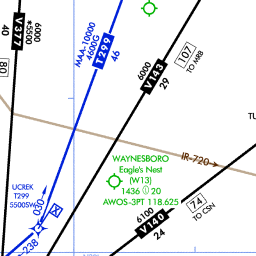 V377
6000
*5500
40
80
MAA-10000
4600G
T299
46
6000
V143
29
107
TO MRB
TU
IR-720
WAYNESBORO
Eagle's Nest
(W13)
1436 20
AWOS-3PT 118.625
UCREK
T299
5500SW
030
238
6100
V140
24
74
TO CSN